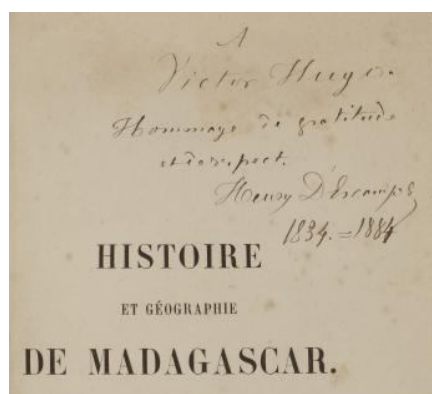 A
Victor Hugo.
Hommage de gratitude
et de respect.
Henry D'Escamps
1834.=1884
HISTOIRE
ET GÉOGRAPHIE
DE MADAGASCAR.